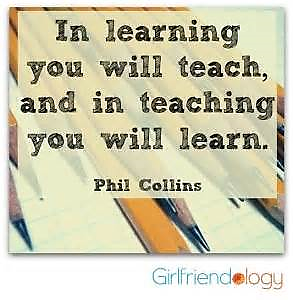 In learning
you will teach,
and in teaching
you will learn.
Phil Collins
Girlfriendology